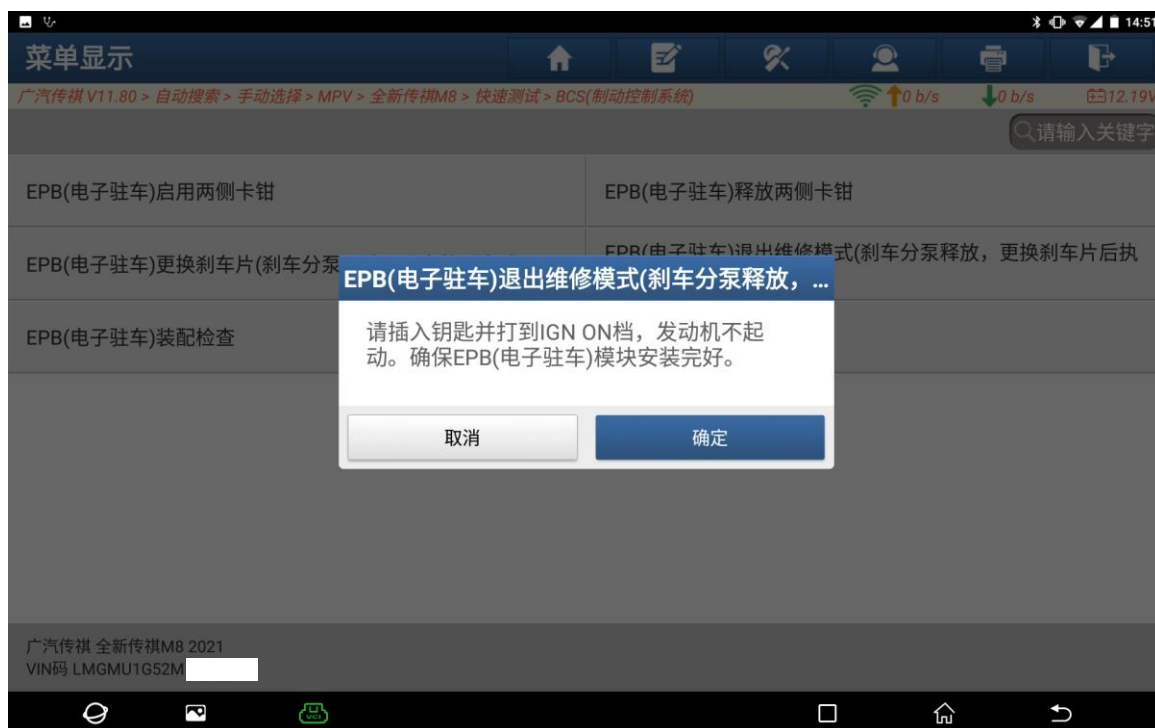 14:51
菜单显示
广汽传祺 V11.80 > 自动搜索 > 手动选择 > MPV > 全新传祺M8 > 快速测试 > BCS(制动控制系统)
0 b/s
0 b/s
12.19V
请输入关键字
EPB(电子驻车)启用两侧卡钳
EPB(电子驻车)释放两侧卡钳
EPB(电子驻车)更换刹车片(刹车分泵
EPB(电子驻车)退出维修模式(刹车分泵释放，更换刹车片后执
EPB(电子驻车)装配检查
EPB(电子驻车)退出维修模式(刹车分泵释放，...
请插入钥匙并打到IGN ON档，发动机不起
动。确保EPB(电子驻车)模块安装完好。
取消
确定
广汽传祺 全新传祺M8 2021
VIN码 LMGMU1G52M
VCI